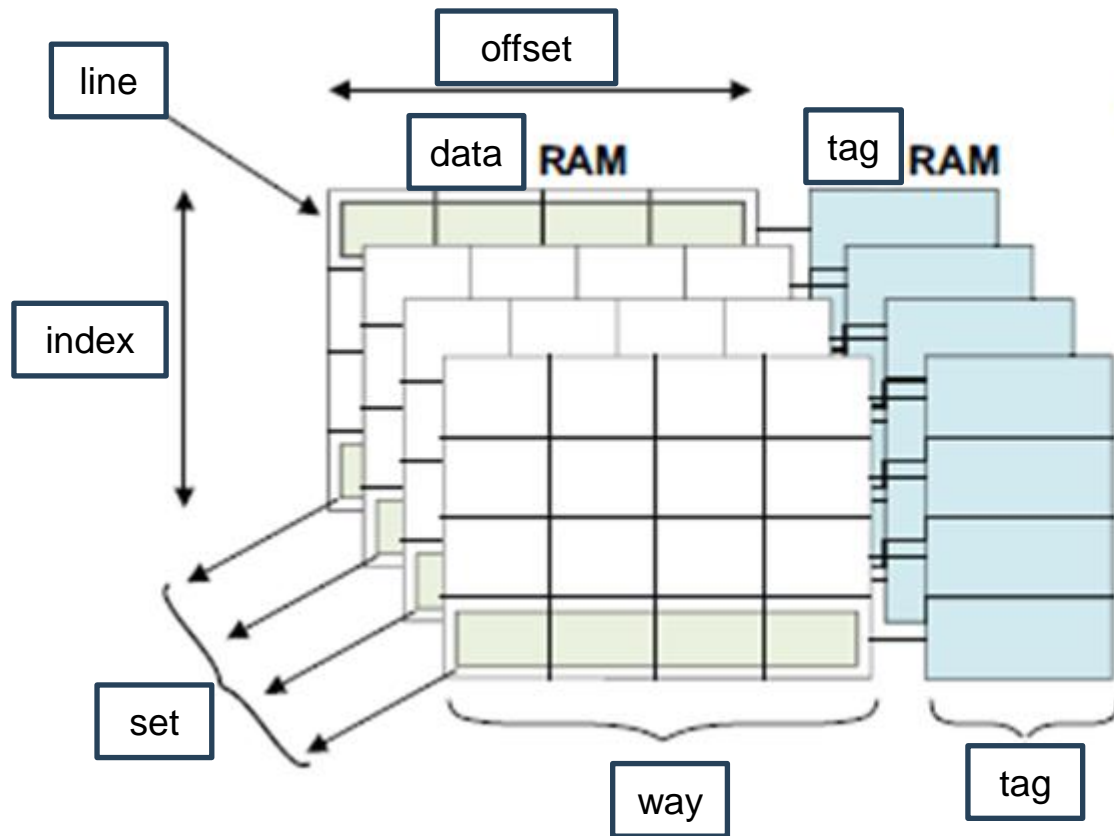 offset
line
data RAM
tag RAM
index
set
way
tag